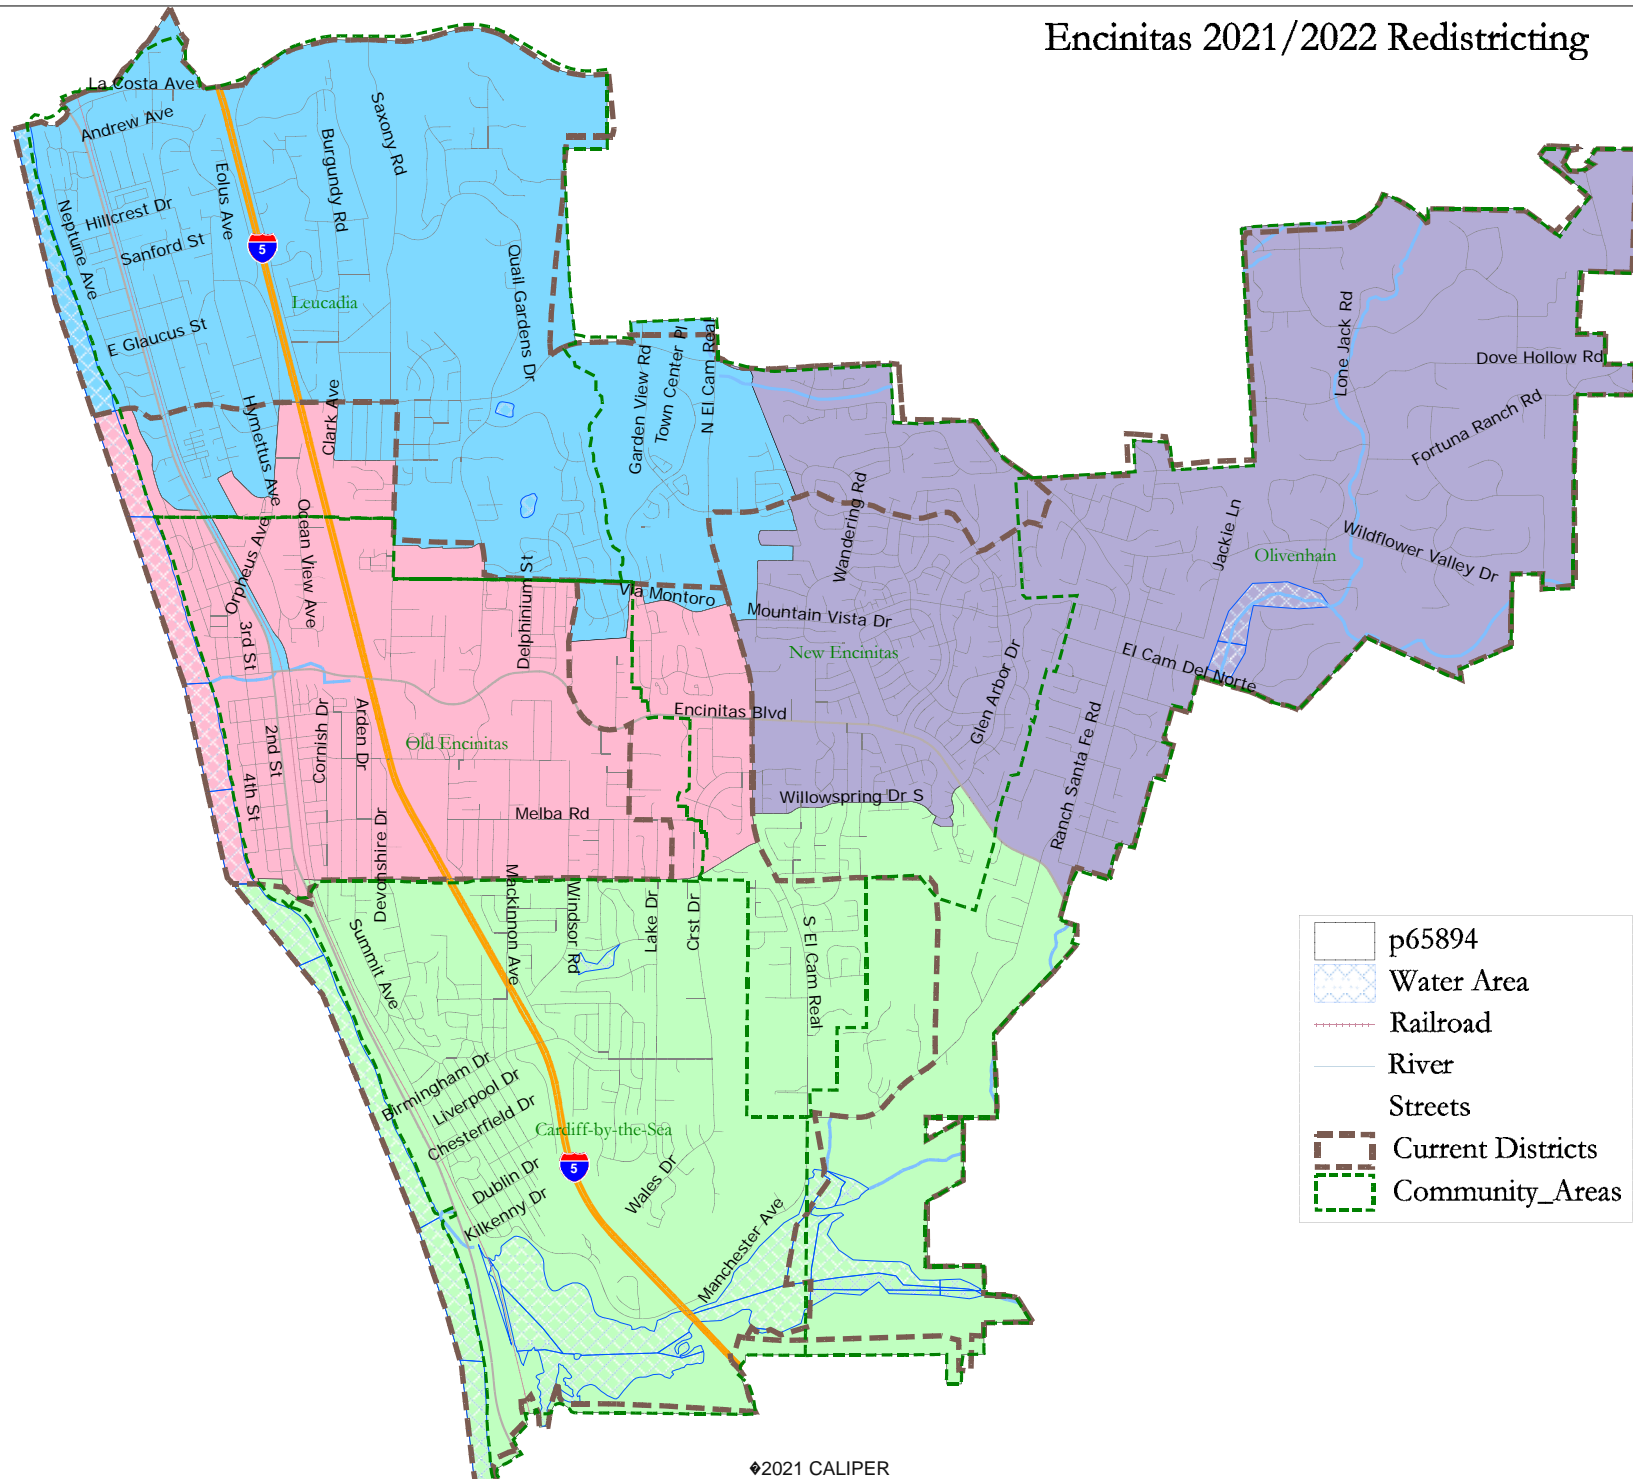 Encinitas 2021/2022 Redistricting
La Costa Ave
Andrew Ave
Saxony Rd
Burgundy Rd
Eolus Ave
Neptune Ave
Hillcrest Dr
Sanford St
5
Leucadia
Quail Gardens Dr
E Glaucus St
Lone Jack Rd
Dove Hollow Rd
Garden View Rd
Town Center Pl
N El Cam Real
Hymettus Ave
Clark Ave
Fortuna Ranch Rd
Wandering Rd
Ocean View Ave
Orpheus Ave
Jackie Ln
Olivenhain
Wildflower Valley Dr
Delphinium St
Via Montoro
Mountain Vista Dr
3rd St
New Encinitas
El Cam Del Norte
Glen Arbor Dr
Encinitas Blvd
Cornish Dr
Arden Dr
2nd St
Old Encinitas
4th St
Ranch Santa Fe Rd
Willowspring Dr S
Melba Rd
Devonshire Dr
Mackinnon Ave
Windsor Rd
Lake Dr
Crst Dr
S El Cam Real
Summit Ave
Birmingham Dr
Liverpool Dr
Chesterfield Dr
Cardiff-by-the-Sea
5
Dublin Dr
Kilkenny Dr
Wales Dr
Manchester Ave
p65894
Water Area
Railroad
River
Streets
Current Districts
Community_Areas
�2021 CALIPER